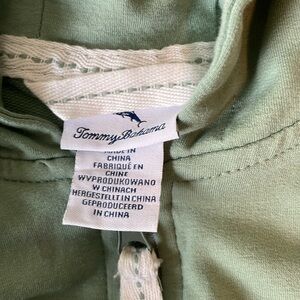 Tommy Bahama
MADE IN
CHINA
FABRIQUÉ EN
CHINE
WYPRODUKOWANO
W CHINACH
HERGESTELLT IN CHINA
GEPRODUCEERD
IN CHINA